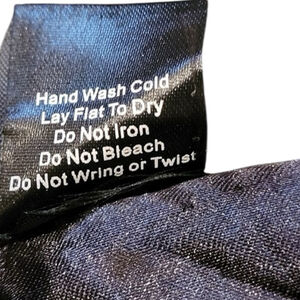 Hand Wash Cold
Lay Flat To Dry
Do Not Iron
Do Not Bleach
Do Not Wring or Twist